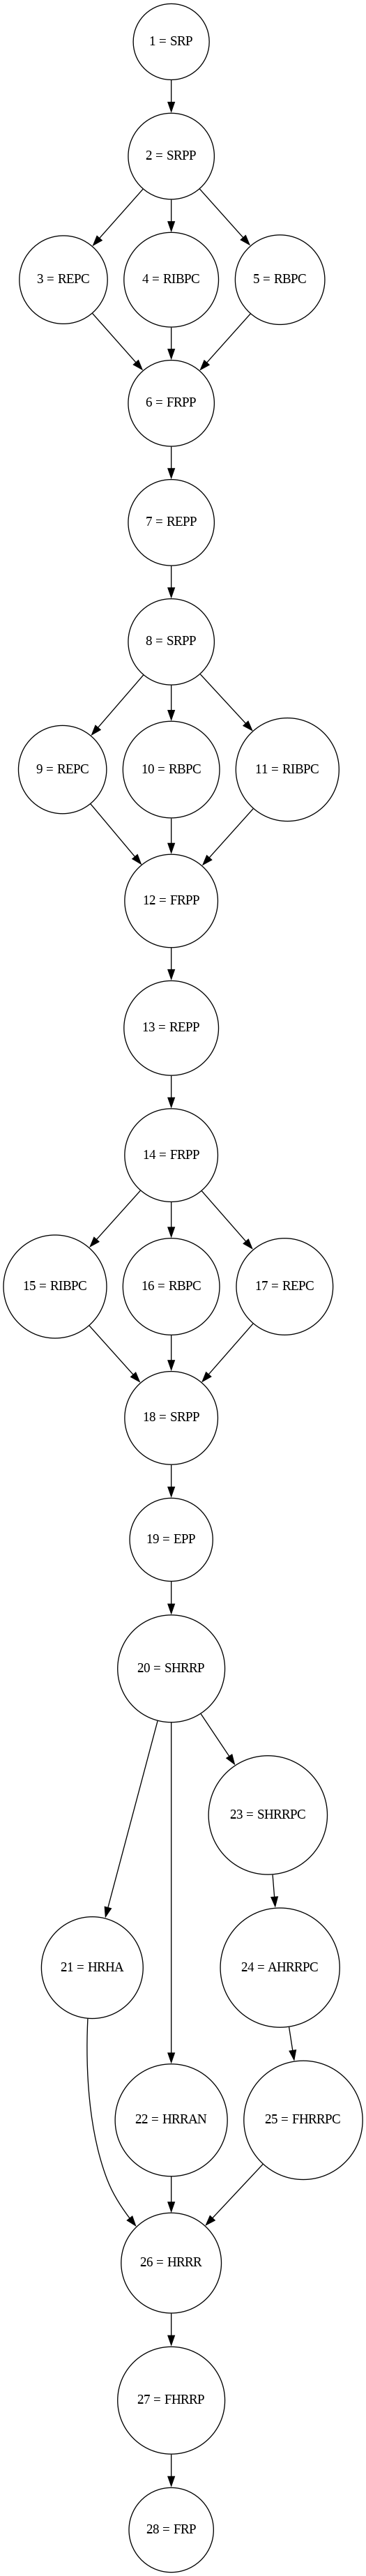 1 = SRP
2 = SRPP
3 = REPC
4 = RIBPC
5 = RBPC
6 = FRPP
7 = REPP
8 = SRPP
9 = REPC
10 = RBPC
11 = RIBPC
12 = FRPP
13 = REPP
14 = FRPP
15 = RIBPC
16 = RBPC
17 = REPC
18 = SRPP
19 = EPP
20 = SHRRP
23 = SHRRPC
21 = HRHA
24 = AHRRPC
22 = HRRAN
25 = FHRRPC
26 = HRRR
27 = FHRRP
28 = FRP